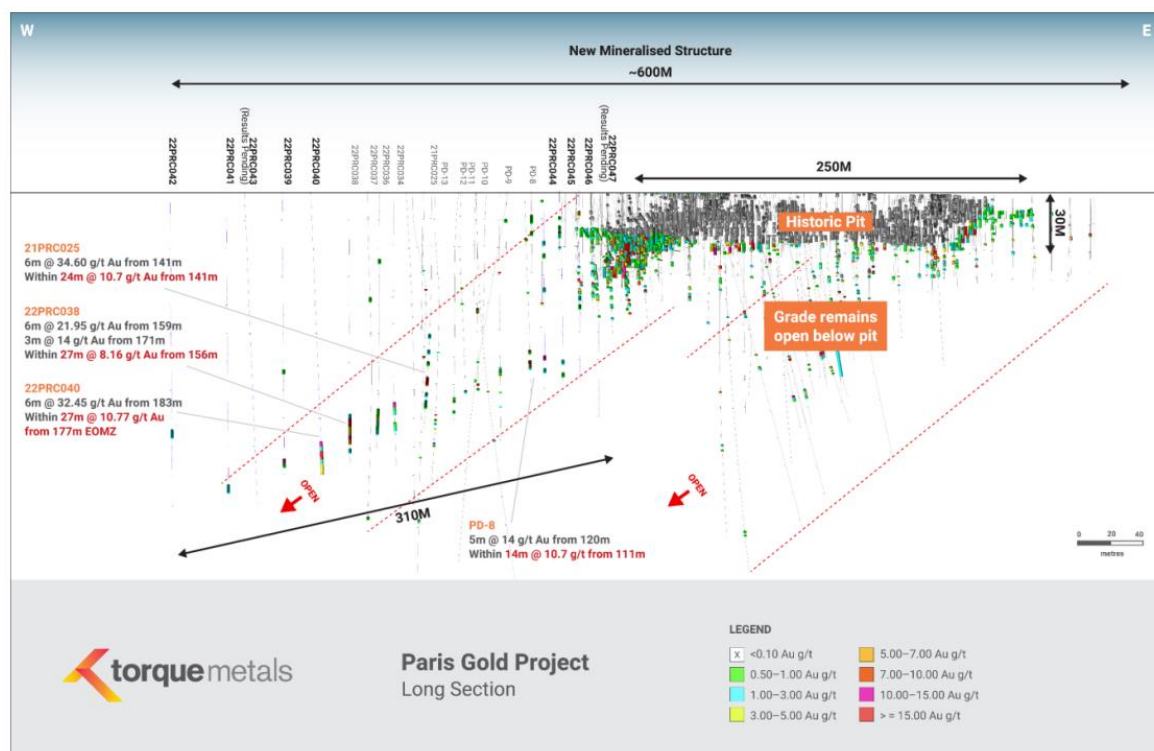 W
E
New Mineralised Structure
~600M
22PRC042
22PRC041
22PRC043
(Results Pending)
22PRC039
22PRC040
22PRC038
22PRC037
22PRC036
22PRC034
21PRC025
PD-13
PD-12
PD-11
PD-10
PD-9
PD-8
22PRC044
22PRC045
22PRC046
22PRC047
(Results Pending)
250M
Historic Pit
30M
21PRC025
6m @ 34.60 g/t Au from 141m
Within 24m @ 10.7 g/t Au from 141m
22PRC038
6m @ 21.95 g/t Au from 159m
3m @ 14 g/t Au from 171m
Within 27m @ 8.16 g/t Au from 156m
22PRC040
6m @ 32.45 g/t Au from 183m
Within 27m @ 10.77 g/t Au
from 177m EOMZ
Grade remains
open below pit
OPEN
310M
OPEN
PD-8
5m @ 14 g/t Au from 120m
Within 14m @ 10.7 g/t from 111m
0 20 40
metres
torquemetals
Paris Gold Project
Long Section
LEGEND
x <0.10 Au g/t
0.50–1.00 Au g/t
1.00–3.00 Au g/t
3.00–5.00 Au g/t
5.00–7.00 Au g/t
7.00–10.00 Au g/t
10.00–15.00 Au g/t
> = 15.00 Au g/t